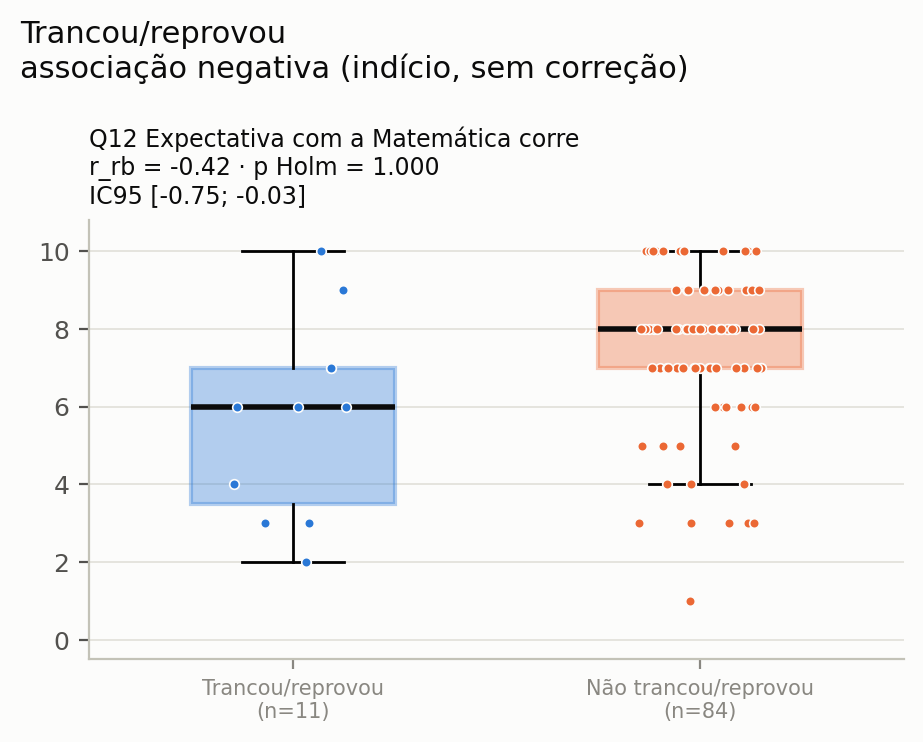 Trancou/reprovou
associação negativa (indício, sem correção)
Q12 Expectativa com a Matemática corre
r_rb = -0.42 · p Holm = 1.000
IC95 [-0.75; -0.03]
10
8
6
4
2
0
Trancou/reprovou
(n=11)
Não trancou/reprovou
(n=84)